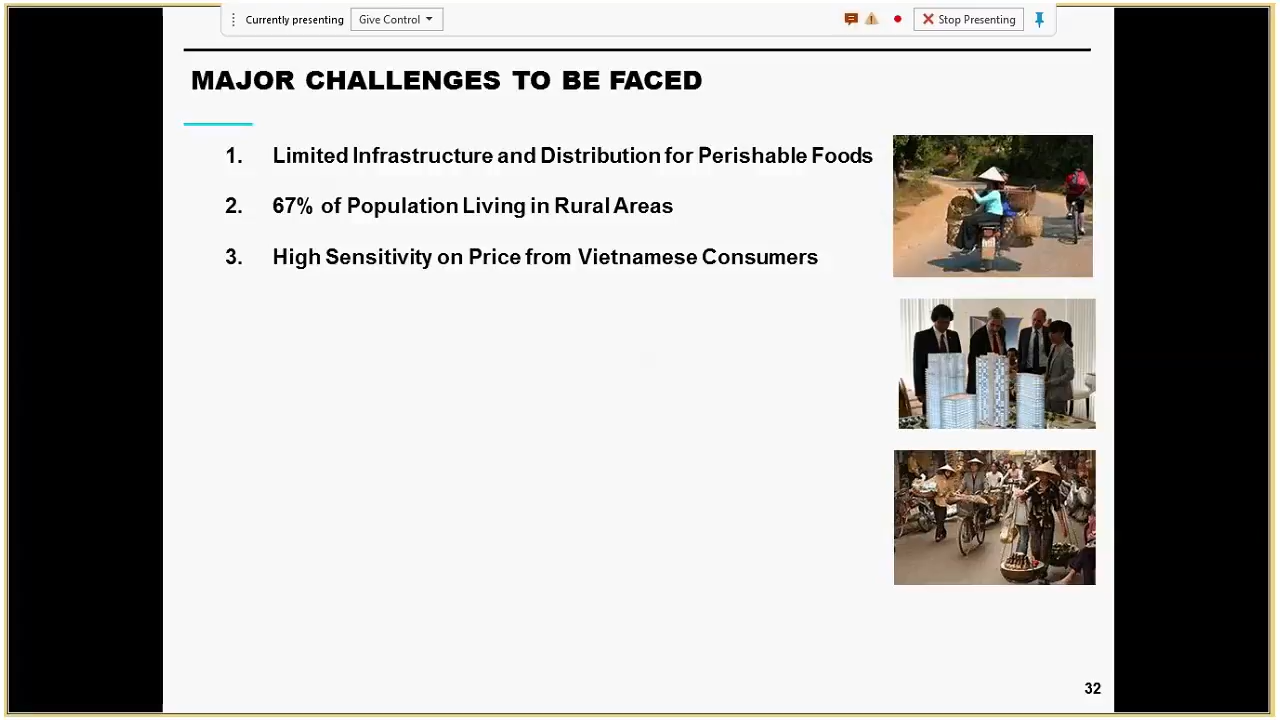 Currently presenting
Give Control
Stop Presenting
MAJOR CHALLENGES TO BE FACED
1. Limited Infrastructure and Distribution for Perishable Foods
2. 67% of Population Living in Rural Areas
3. High Sensitivity on Price from Vietnamese Consumers
32